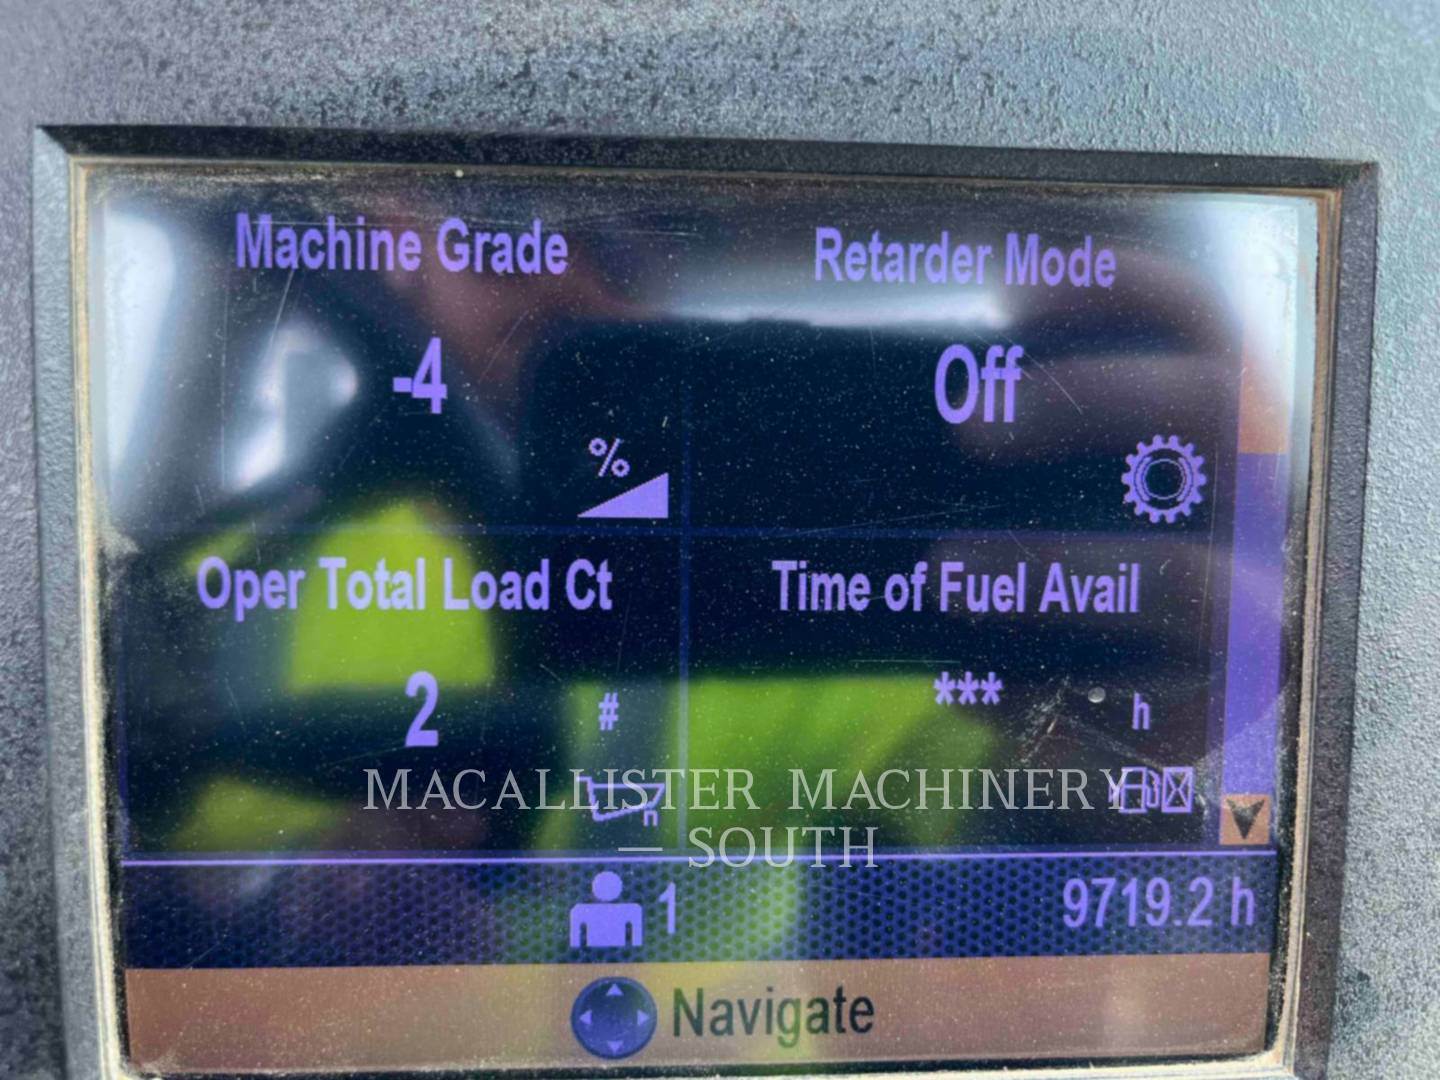 Machine Grade
-4
%
Retarder Mode
Off
Oper Total Load Ct
2
#
n
Time of Fuel Avail
***
h
MACALLISTER MACHINERY
— SOUTH
1
9719.2 h
Navigate